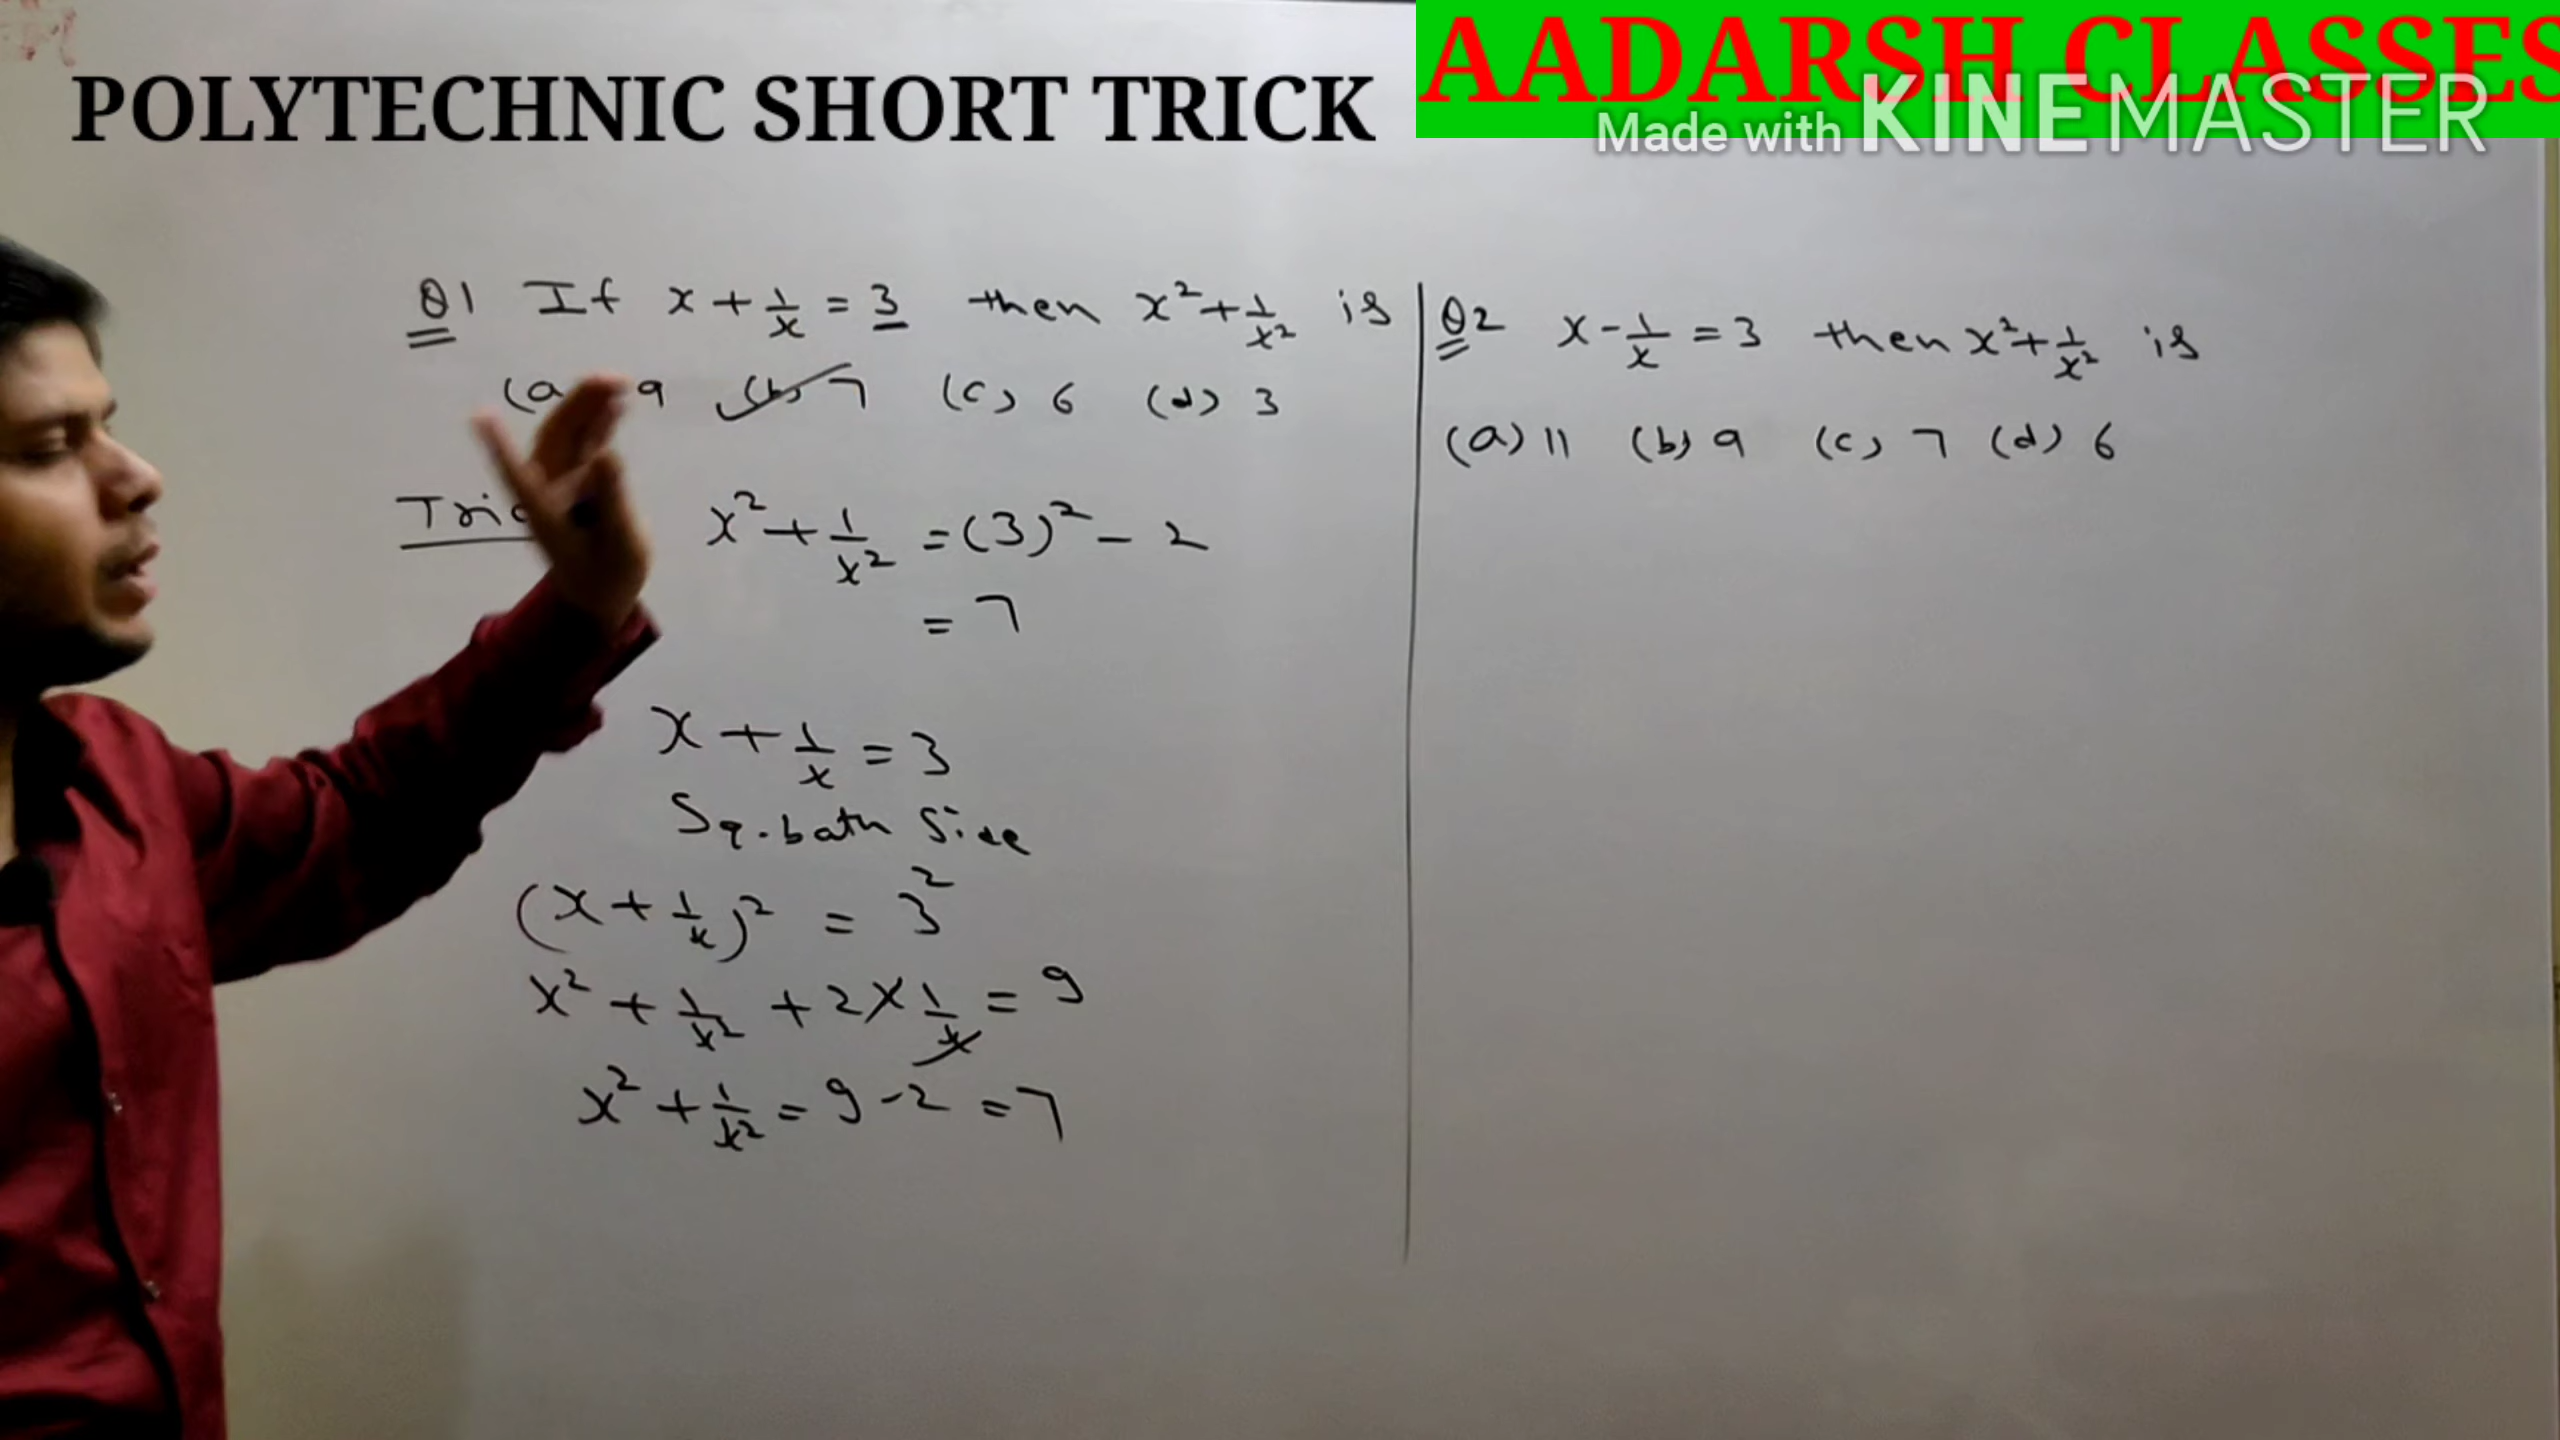 POLYTECHNIC SHORT TRICK
AADARSH CLASSES
Made with KINEMASTER
Q1 If x + 1/x = 3 then x² + 1/x² is
(a) 9 (b) 7 (c) 6 (d) 3
x² + 1/x² = (3)² - 2
= 7
x + 1/x = 3
Sq. both Side
(x + 1/x)² = 3²
x² + 1/x² + 2 x 1/x = 9
x² + 1/x² = 9 - 2 = 7
Q2 x - 1/x = 3 then x² + 1/x² is
(a) 11 (b) 9 (c) 7 (d) 6